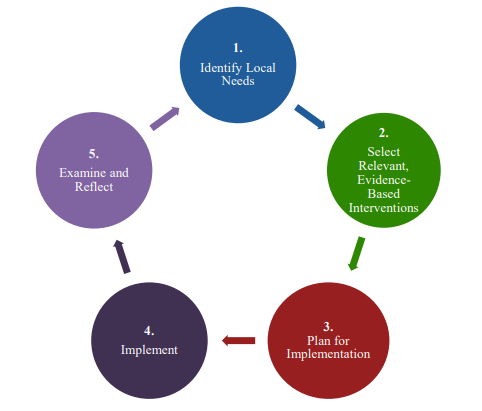 1.
Identify Local
Needs
2.
Select
Relevant,
Evidence-
Based
Interventions
3.
Plan for
Implementation
4.
Implement
5.
Examine and
Reflect